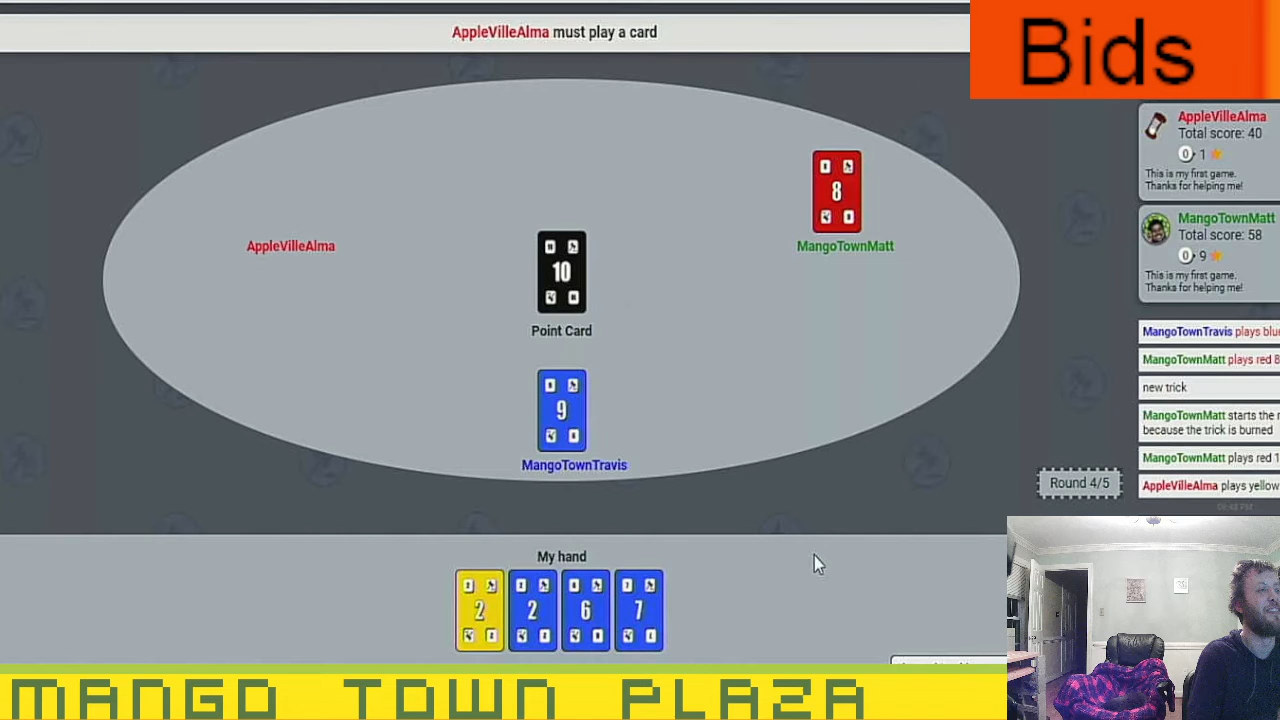 AppleVilleAlma must play a card
Bids
AppleVilleAlma
Total score: 40
0 · 1
This is my first game.
Thanks for helping me!
MangoTownMatt
Total score: 58
0 · 9
This is my first game.
Thanks for helping me!
8
AppleVilleAlma
MangoTownMatt
10
Point Card
9
MangoTownTravis
MangoTownTravis plays blue
MangoTownMatt plays red 8
new trick
MangoTownMatt starts the
because the trick is burned
MangoTownMatt plays red 1
AppleVilleAlma plays yellow
Round 4/5
My hand
2 2 6 7
MANGO TOWN PLAZA